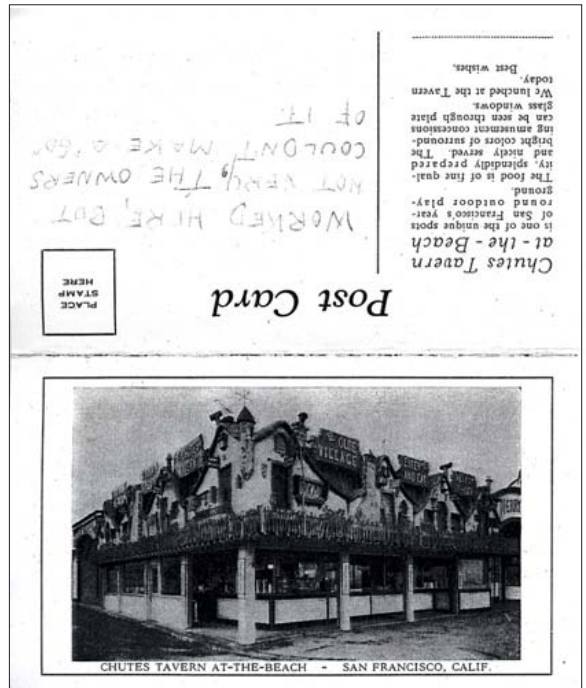 Post Card
PLACE
STAMP
HERE
Chutes Tavern
at - the - Beach
is one of the unique spots
of San Francisco's year-
round outdoor play-
ground.
The food is of fine qual-
ity, splendidly prepared
and nicely served. The
bright colors of surround-
ing amusement concessions
can be seen through plate
glass windows.
We lunched at the Tavern
today.
Best wishes,
WORKED HERE, BUT
NOT VERY, THE OWNERS
COULDN'T MAKE A "GO"
OF IT.
OLDE
VILLAGE
CHUTES TAVERN AT-THE-BEACH - SAN FRANCISCO, CALIF.